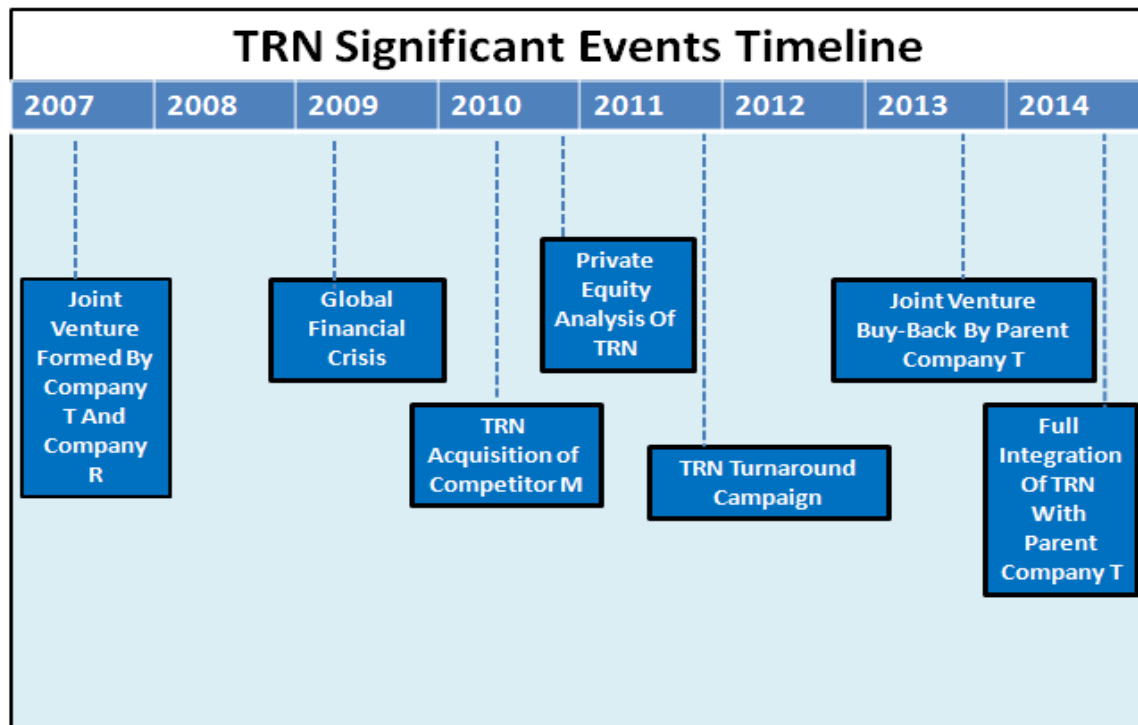 TRN Significant Events Timeline
2007 2008 2009 2010 2011 2012 2013 2014
Joint
Venture
Formed By
Company
T And
Company
R
Global
Financial
Crisis
TRN
Acquisition of
Competitor M
Private
Equity
Analysis Of
TRN
TRN Turnaround
Campaign
Joint Venture
Buy-Back By Parent
Company T
Full
Integration
Of TRN
With
Parent
Company T